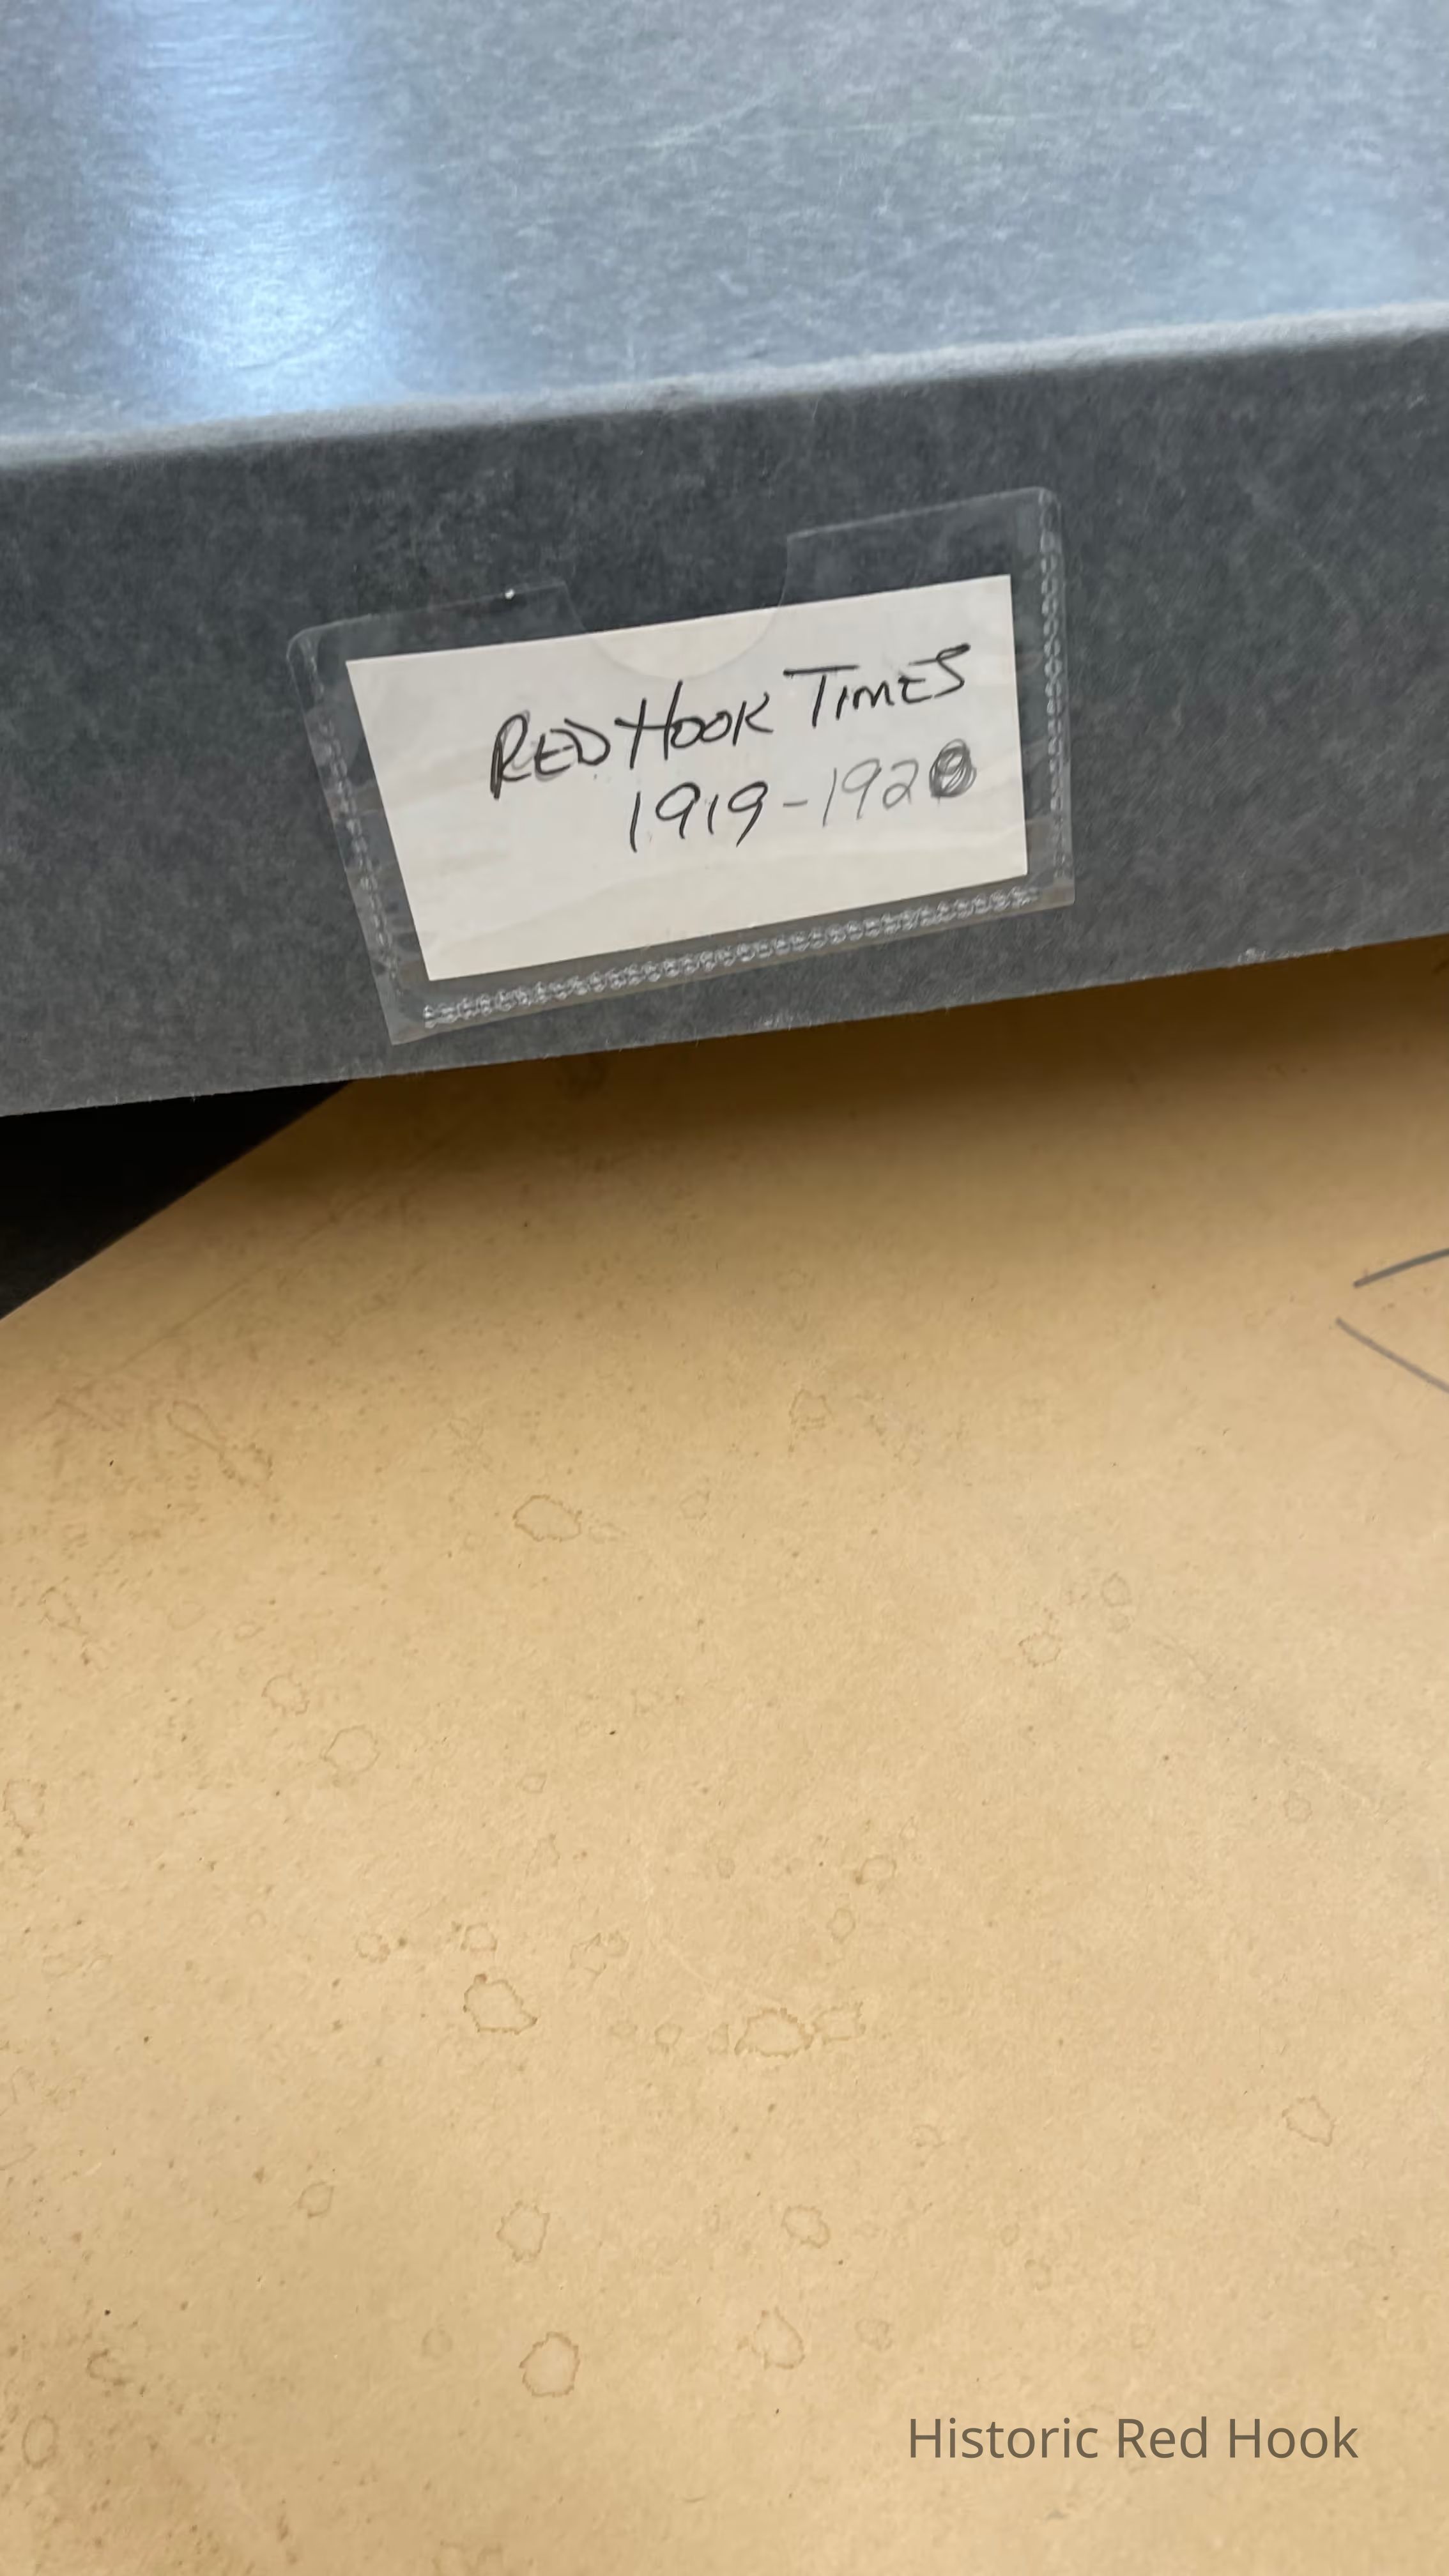 RED HOOK TIMES
1919-192
Historic Red Hook